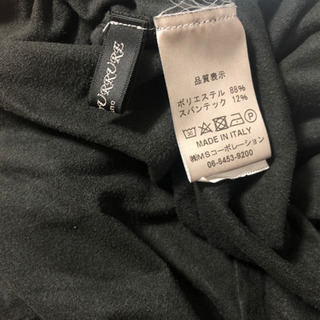 品質表示
ポリエステル 88%
スパンテック 12%
MADE IN ITALY
㈱MSコーポレーション
06-6453-9200